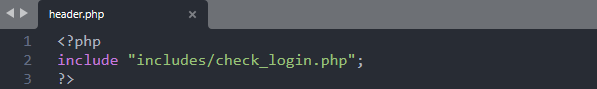 header.php
1 <?php
2 include "includes/check_login.php";
3 ?>